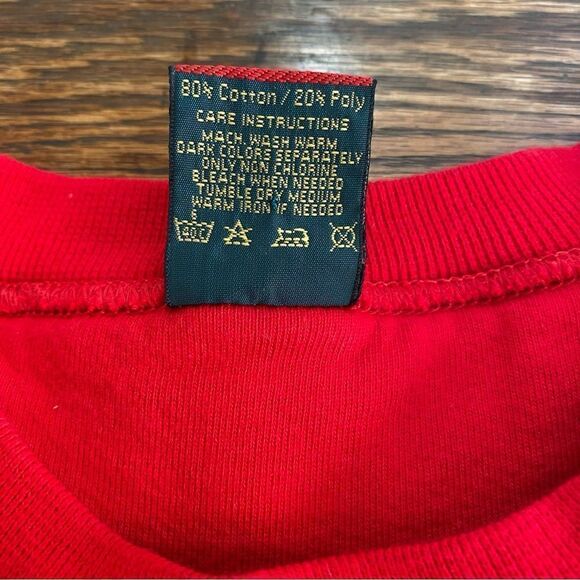 80% Cotton / 20% Poly
CARE INSTRUCTIONS
MACH WASH WARM
DARK COLORS SEPARATELY
ONLY NON CHLORINE
BLEACH WHEN NEEDED
TUMBLE DRY MEDIUM
WARM IRON IF NEEDED
40C